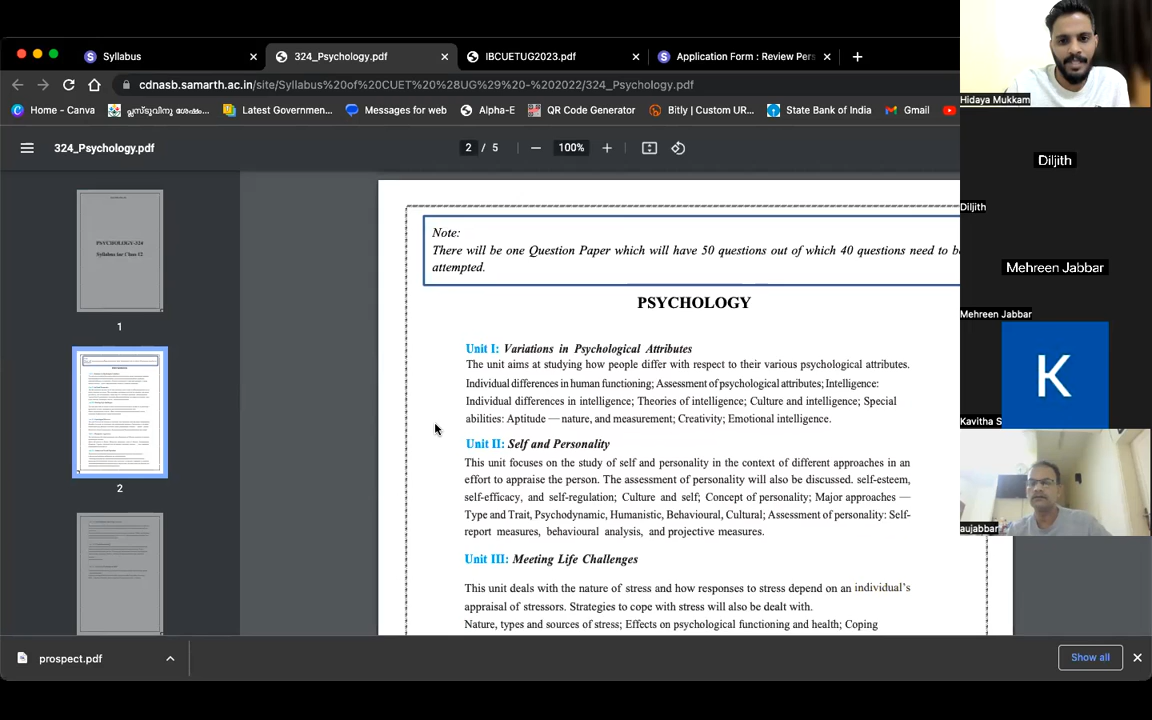 Syllabus
324_Psychology.pdf
IBCUETUG2023.pdf
Application Form : Review Pers
cdnasb.samarth.ac.in/site/Syllabus%20of%20CUET%20%28UG%29%20-%202022/324_Psychology.pdf
Home - Canva
പ്ലസ്ടുവിനു ശേഷം...
Latest Governmen...
Messages for web
Alpha-E
QR Code Generator
Bitly | Custom UR...
State Bank of India
Gmail
324_Psychology.pdf
2 / 5
100%
PSYCHOLOGY-324
Syllabus for Class 12
1
2
Note:
There will be one Question Paper which will have 50 questions out of which 40 questions need to b
attempted.
PSYCHOLOGY
Unit I: Variations in Psychological Attributes
The unit aims at studying how people differ with respect to their various psychological attributes.
Individual differences in human functioning; Assessment of psychological attributes; Intelligence:
Individual differences in intelligence; Theories of intelligence; Culture and intelligence; Special
abilities: Aptitude — nature, and measurement; Creativity; Emotional intelligence.
Unit II: Self and Personality
This unit focuses on the study of self and personality in the context of different approaches in an
effort to appraise the person. The assessment of personality will also be discussed. self-esteem,
self-efficacy, and self-regulation; Culture and self; Concept of personality; Major approaches —
Type and Trait, Psychodynamic, Humanistic, Behavioural, Cultural; Assessment of personality: Self-
report measures, behavioural analysis, and projective measures.
Unit III: Meeting Life Challenges
This unit deals with the nature of stress and how responses to stress depend on an individual's
appraisal of stressors. Strategies to cope with stress will also be dealt with.
Nature, types and sources of stress; Effects on psychological functioning and health; Coping
prospect.pdf
Show all
Hidaya Mukkam
Diljith
Diljith
Mehreen Jabbar
Mehreen Jabbar
K
Kavitha S
aujabbar